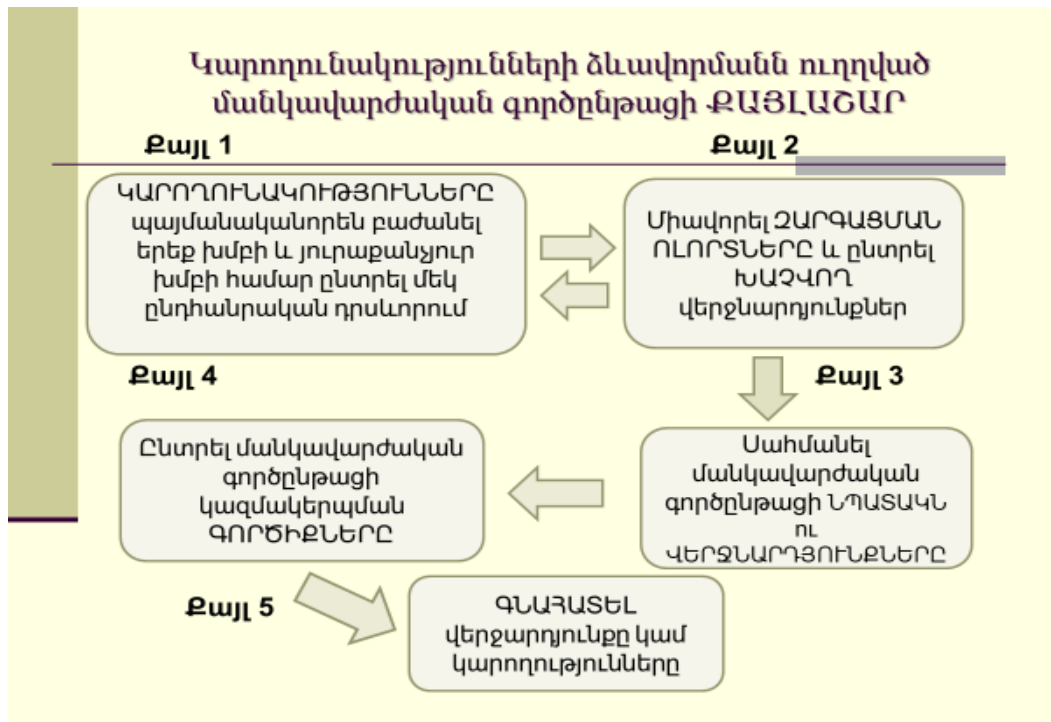 Կարողունակությունների ձևավորմանն ուղղված
մանկավարժական գործընթացի ՔԱՅԼԱՇԱՐ
Քայլ 1
ԿԱՐՈՂՈՒՆԱԿՈՒԹՅՈՒՆՆԵՐԸ
պայմանականորեն բաժանել
երեք խմբի և յուրաքանչյուր
խմբի համար ընտրել մեկ
ընդհանրական դրսևորում
Քայլ 2
Միավորել ԶԱՐԳԱՑՄԱՆ
ՈԼՈՐՏՆԵՐԸ և ընտրել
ԽԱՉՎՈՂ
վերջնարդյունքներ
Քայլ 3
Սահմանել
մանկավարժական
գործընթացի ՆՊԱՏԱԿՆ
ու
ՎԵՐՋՆԱՐԴՅՈՒՆՔՆԵՐԸ
Քայլ 4
Ընտրել մանկավարժական
գործընթացի
կազմակերպման
ԳՈՐԾԻՔՆԵՐԸ
Քայլ 5
ԳՆԱՀԱՏԵԼ
վերջարդյունքը կամ
կարողությունները